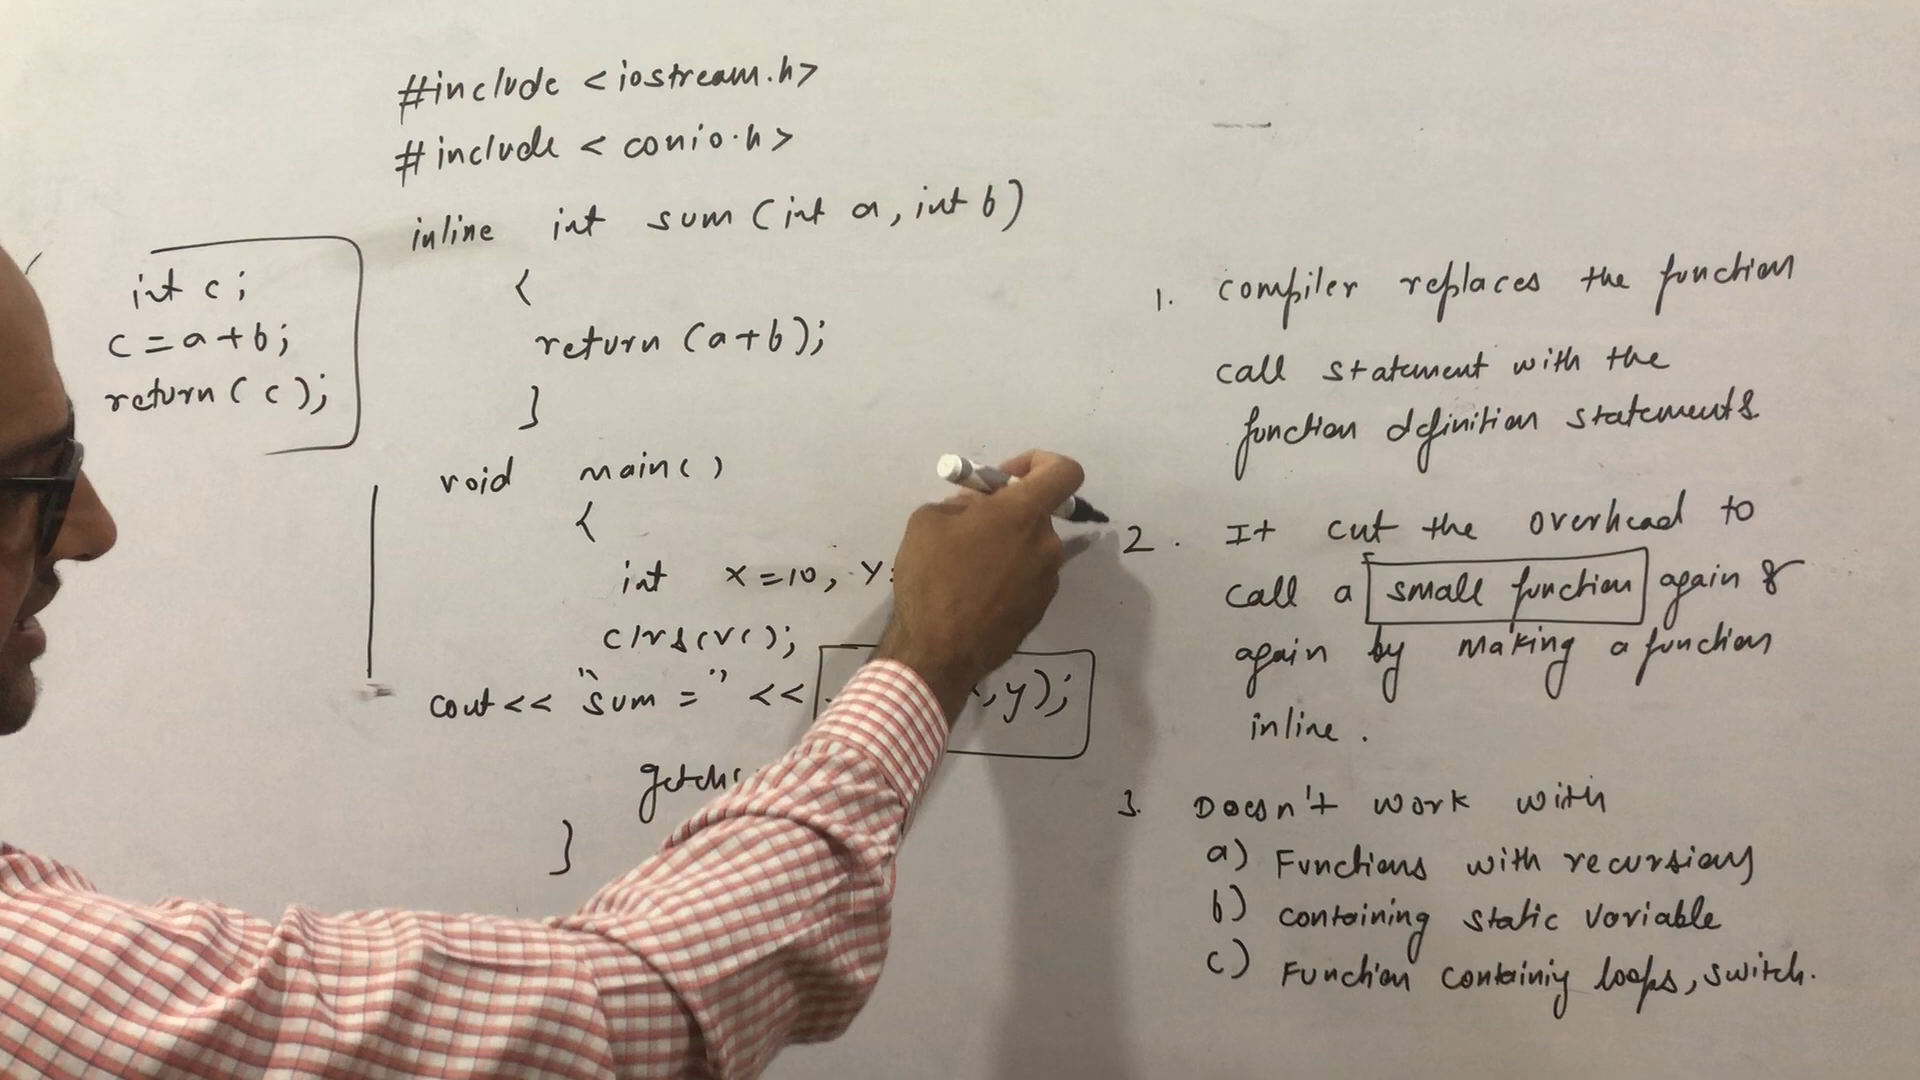 #include <iostream.h>
#include <conio.h>
inline int sum (int a, int b)
{
return (a+b);
}
void main()
{
int x=10, y
clrscr();
cout<< "sum =" << , y);
getch(
}
int c;
c=a+b;
return(c);
1. compiler replaces the function
call statement with the
function definition statements
2. It cut the overhead to
call a small function again &
again by making a function
inline.
3. Doesn't work with
a) Functions with recursions
b) containing static variable
c) Function containing loops, switch.